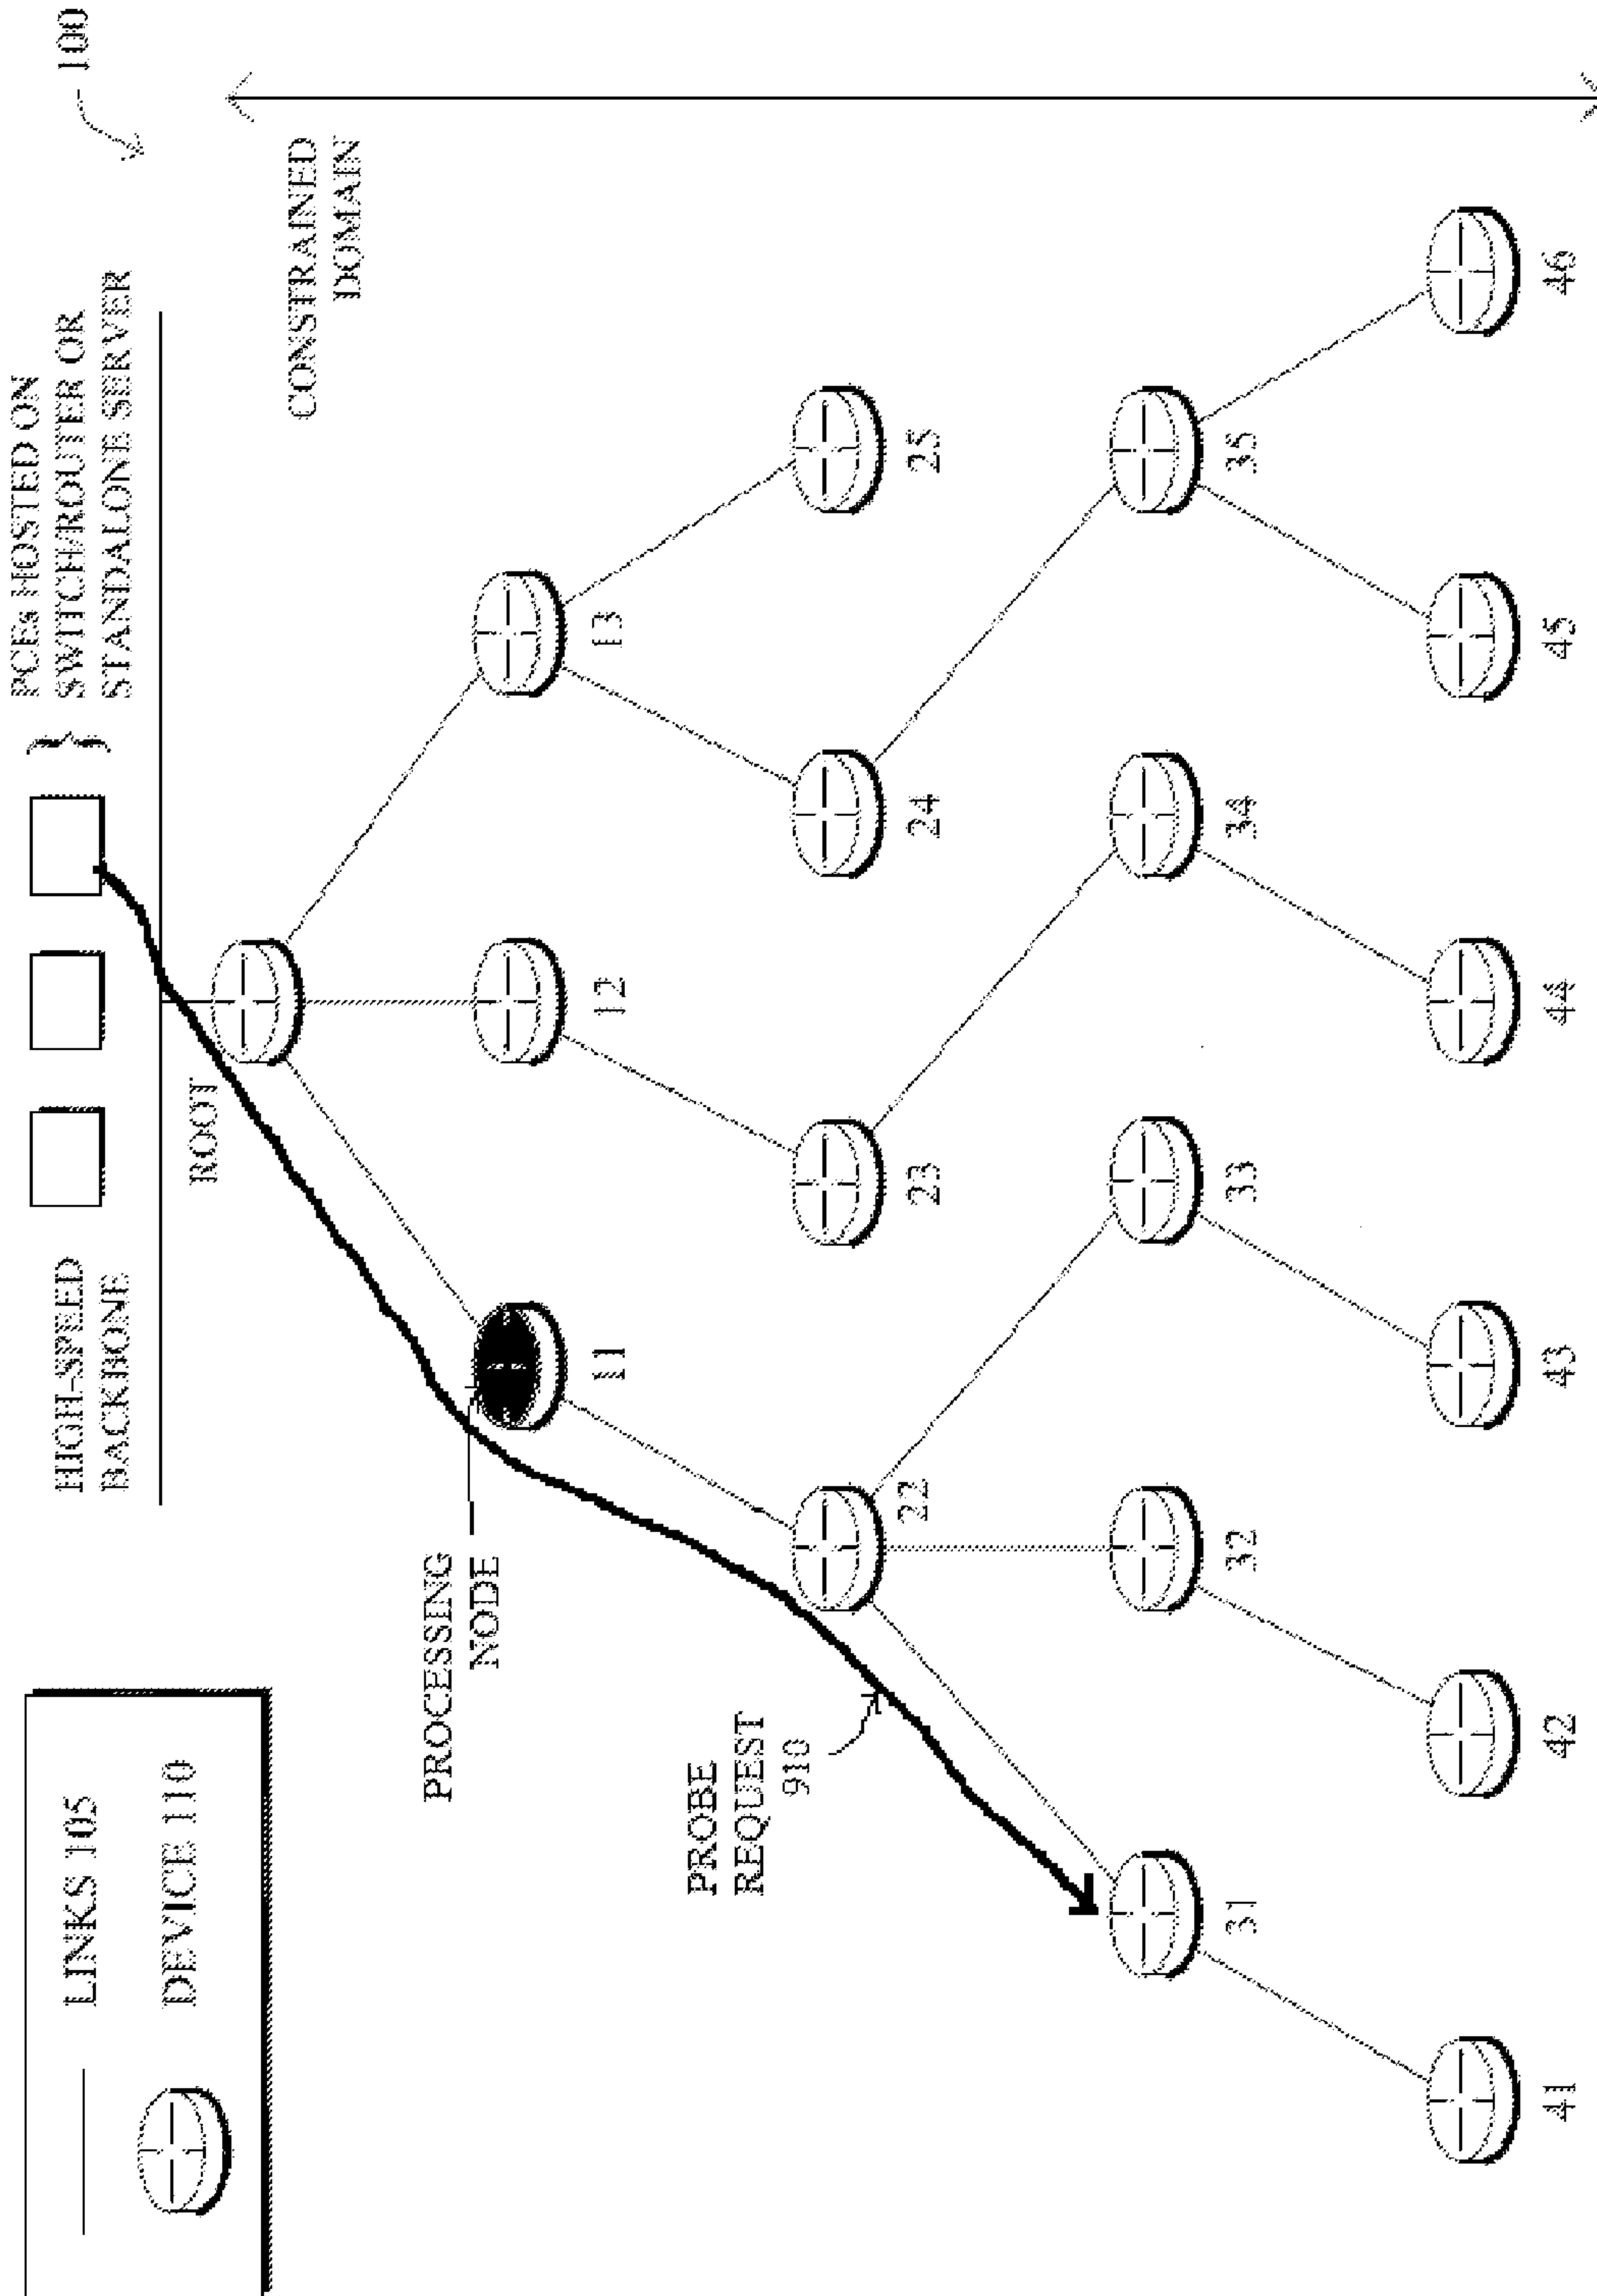 LINKS 105
DEVICE 110
HIGH-SPEED
BACKBONE
PCEs HOSTED ON
SWITCH/ROUTER OR
STANDALONE SERVER
100
ROOT
CONSTRAINED
DOMAIN
PROCESSING
NODE
11
12
13
PROBE
REQUEST
910
22
23
24
25
31
32
33
34
35
41
42
43
44
45
46